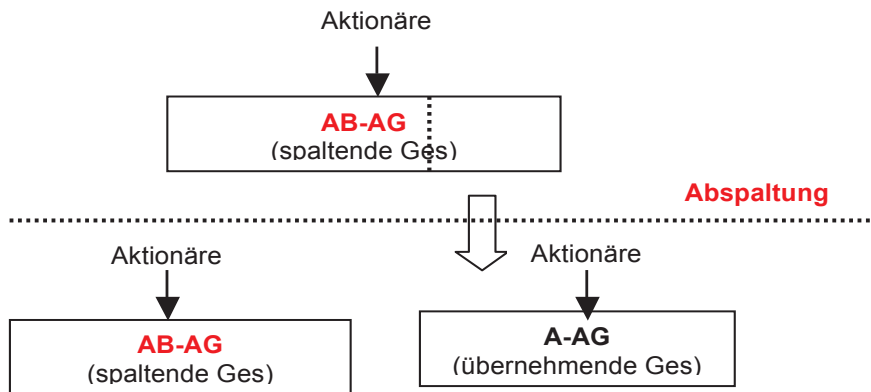 Aktionäre
AB-AG
(spaltende Ges)
Abspaltung
Aktionäre
Aktionäre
AB-AG
(spaltende Ges)
A-AG
(übernehmende Ges)